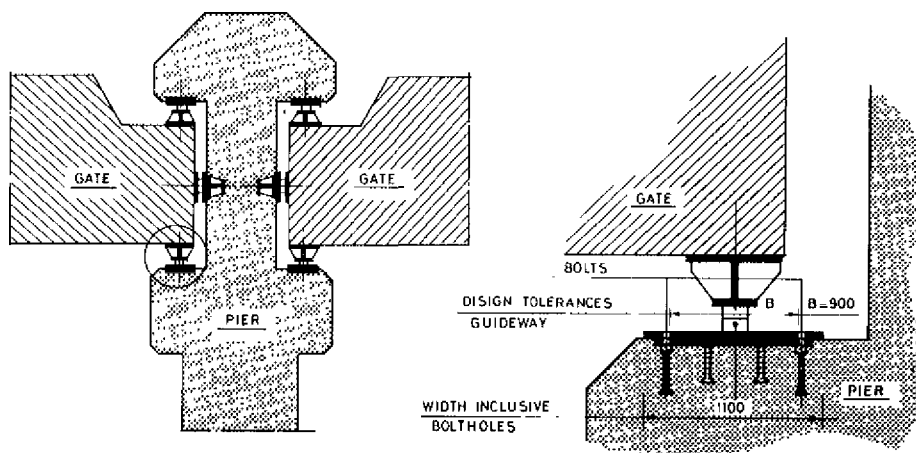 GATE
GATE
PIER
GATE
BOLTS
DISIGN TOLERANCES
GUIDEWAY
B
B=900
WIDTH INCLUSIVE
BOLTHOLES
1100
PIER